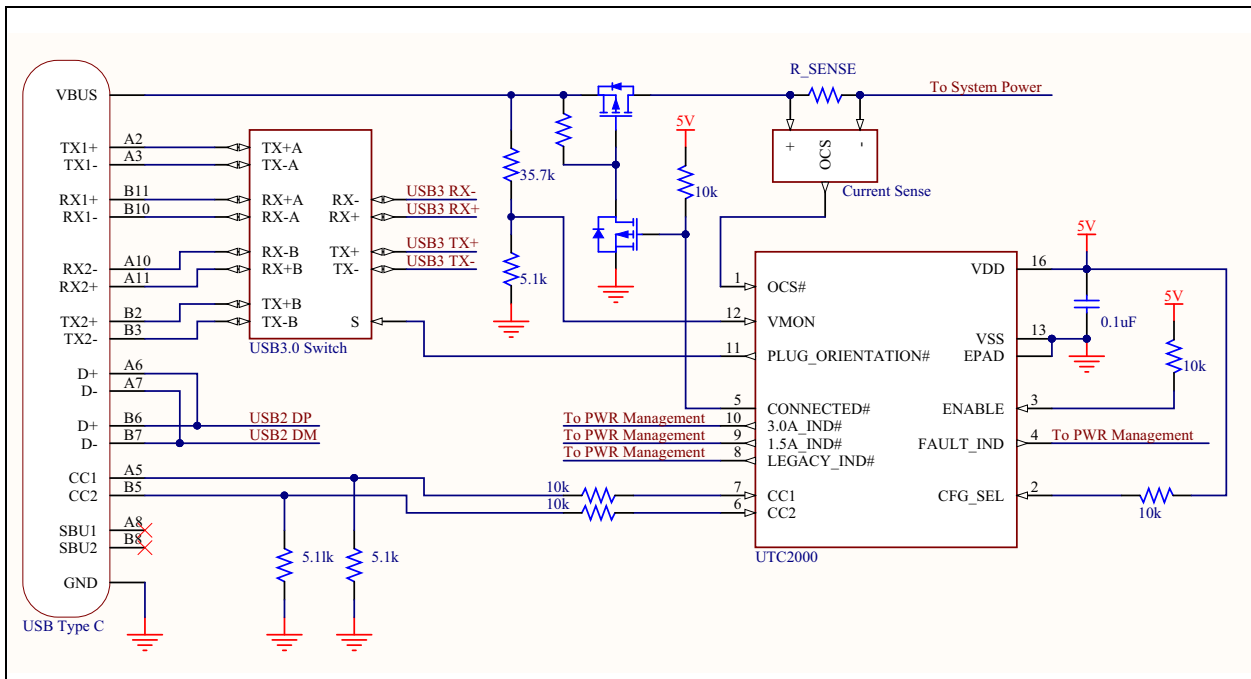 R_SENSE
VBUS
To System Power
5V
+ OCS -
TX1+ A2 TX+A
TX1- A3 TX-A
35.7k
10k
Current Sense
RX1+ B11 RX+A RX- USB3 RX-
RX1- B10 RX-A RX+ USB3 RX+
RX2- A10 RX-B TX+ USB3 TX+
RX2+ A11 RX+B TX- USB3 TX-
5.1k
5V
VDD 16
1 OCS#
TX2+ B2 TX+B
TX2- B3 TX-B
S
USB3.0 Switch
12 VMON
5V
0.1uF
VSS 13
EPAD
11 PLUG_ORIENTATION#
10k
D+ A6
D- A7
5 CONNECTED#
ENABLE 3
D+ B6 USB2 DP
D- B7 USB2 DM
To PWR Management 10 3.0A_IND#
To PWR Management 9 1.5A_IND#
To PWR Management 8 LEGACY_IND#
FAULT_IND 4 To PWR Management
CC1 A5
CC2 B5
10k 7 CC1
10k 6 CC2
CFG_SEL 2
10k
SBU1 A8
SBU2 B8
5.1lk
5.1k
UTC2000
GND
USB Type C